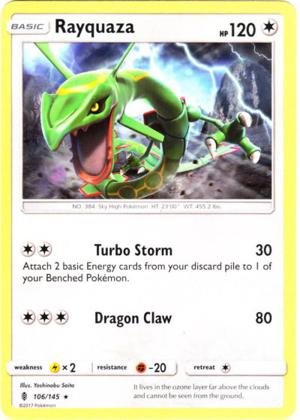 BASIC Rayquaza HP 120
NO. 384 Sky High Pokémon HT: 23'00" WT: 455.2 lbs.
Turbo Storm 30
Attach 2 basic Energy cards from your discard pile to 1 of
your Benched Pokémon.
Dragon Claw 80
weakness ×2 resistance -20 retreat
Illus. Yoshinobu Saito
106/145 ★
It lives in the ozone layer far above the clouds
and cannot be seen from the ground.
©2017 Pokémon